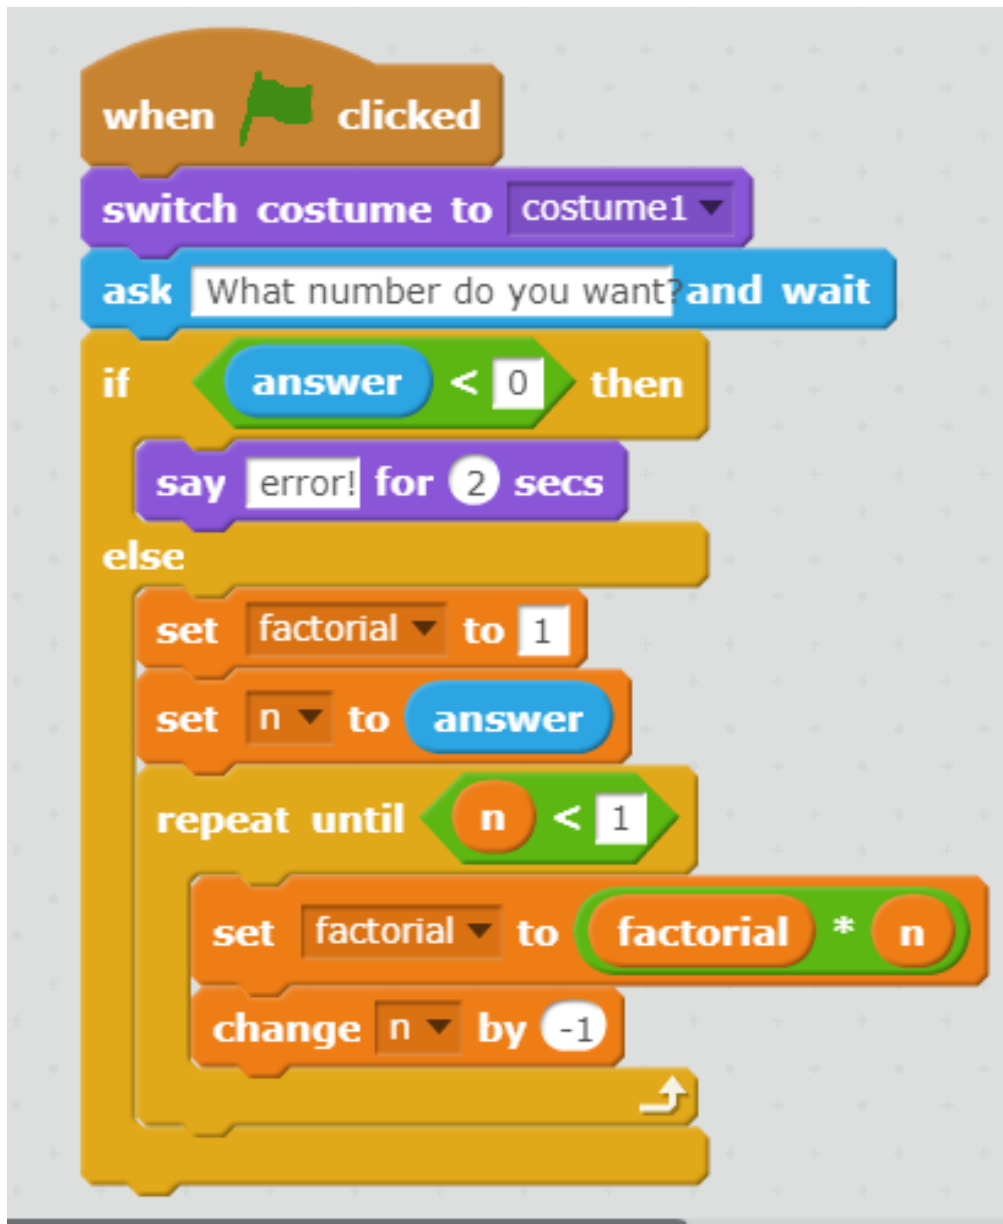 when clicked
switch costume to costume1
ask What number do you want? and wait
if answer < 0 then
say error! for 2 secs
else
set factorial to 1
set n to answer
repeat until n < 1
set factorial to factorial * n
change n by -1